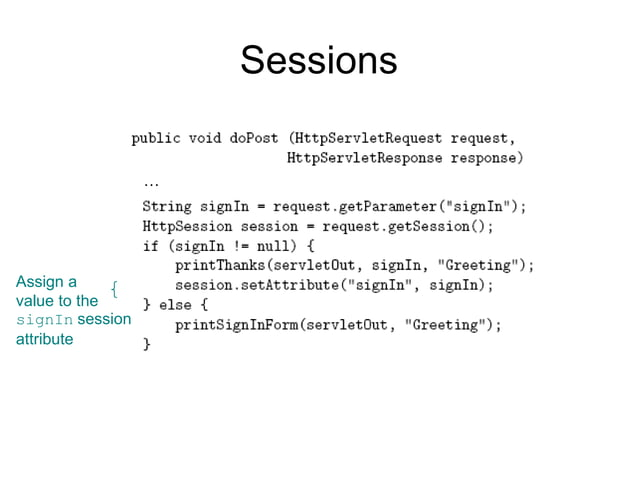 Sessions
public void doPost (HttpServletRequest request,
HttpServletResponse response)
…
String signIn = request.getParameter("signIn");
HttpSession session = request.getSession();
if (signIn != null) {
printThanks(servletOut, signIn, "Greeting");
session.setAttribute("signIn", signIn);
} else {
printSignInForm(servletOut, "Greeting");
}
Assign a
value to the
signIn session
attribute
{